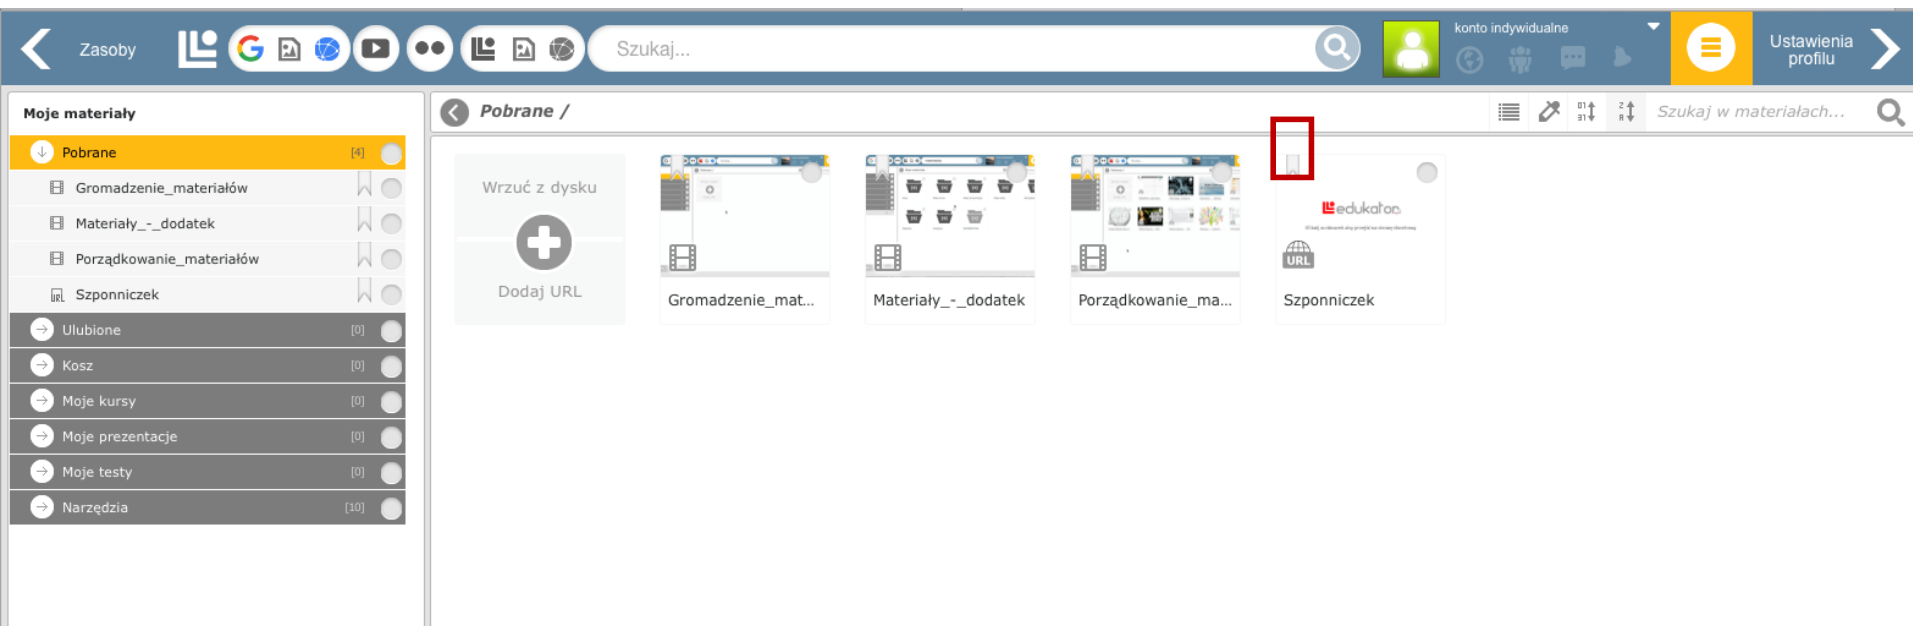 Zasoby
Szukaj...
konto indywidualne
Ustawienia
profilu
Moje materiały
Pobrane [4]
Gromadzenie_materiałów
Materiały_-_dodatek
Porządkowanie_materiałów
URL Szponniczek
Ulubione [0]
Kosz [0]
Moje kursy [0]
Moje prezentacje [0]
Moje testy [0]
Narzędzia [10]
Pobrane /
Szukaj w materiałach...
Wrzuć z dysku
Dodaj URL
Gromadzenie_mat...
Materiały_-_dodatek
Porządkowanie_ma...
edukator
URL
Szponniczek